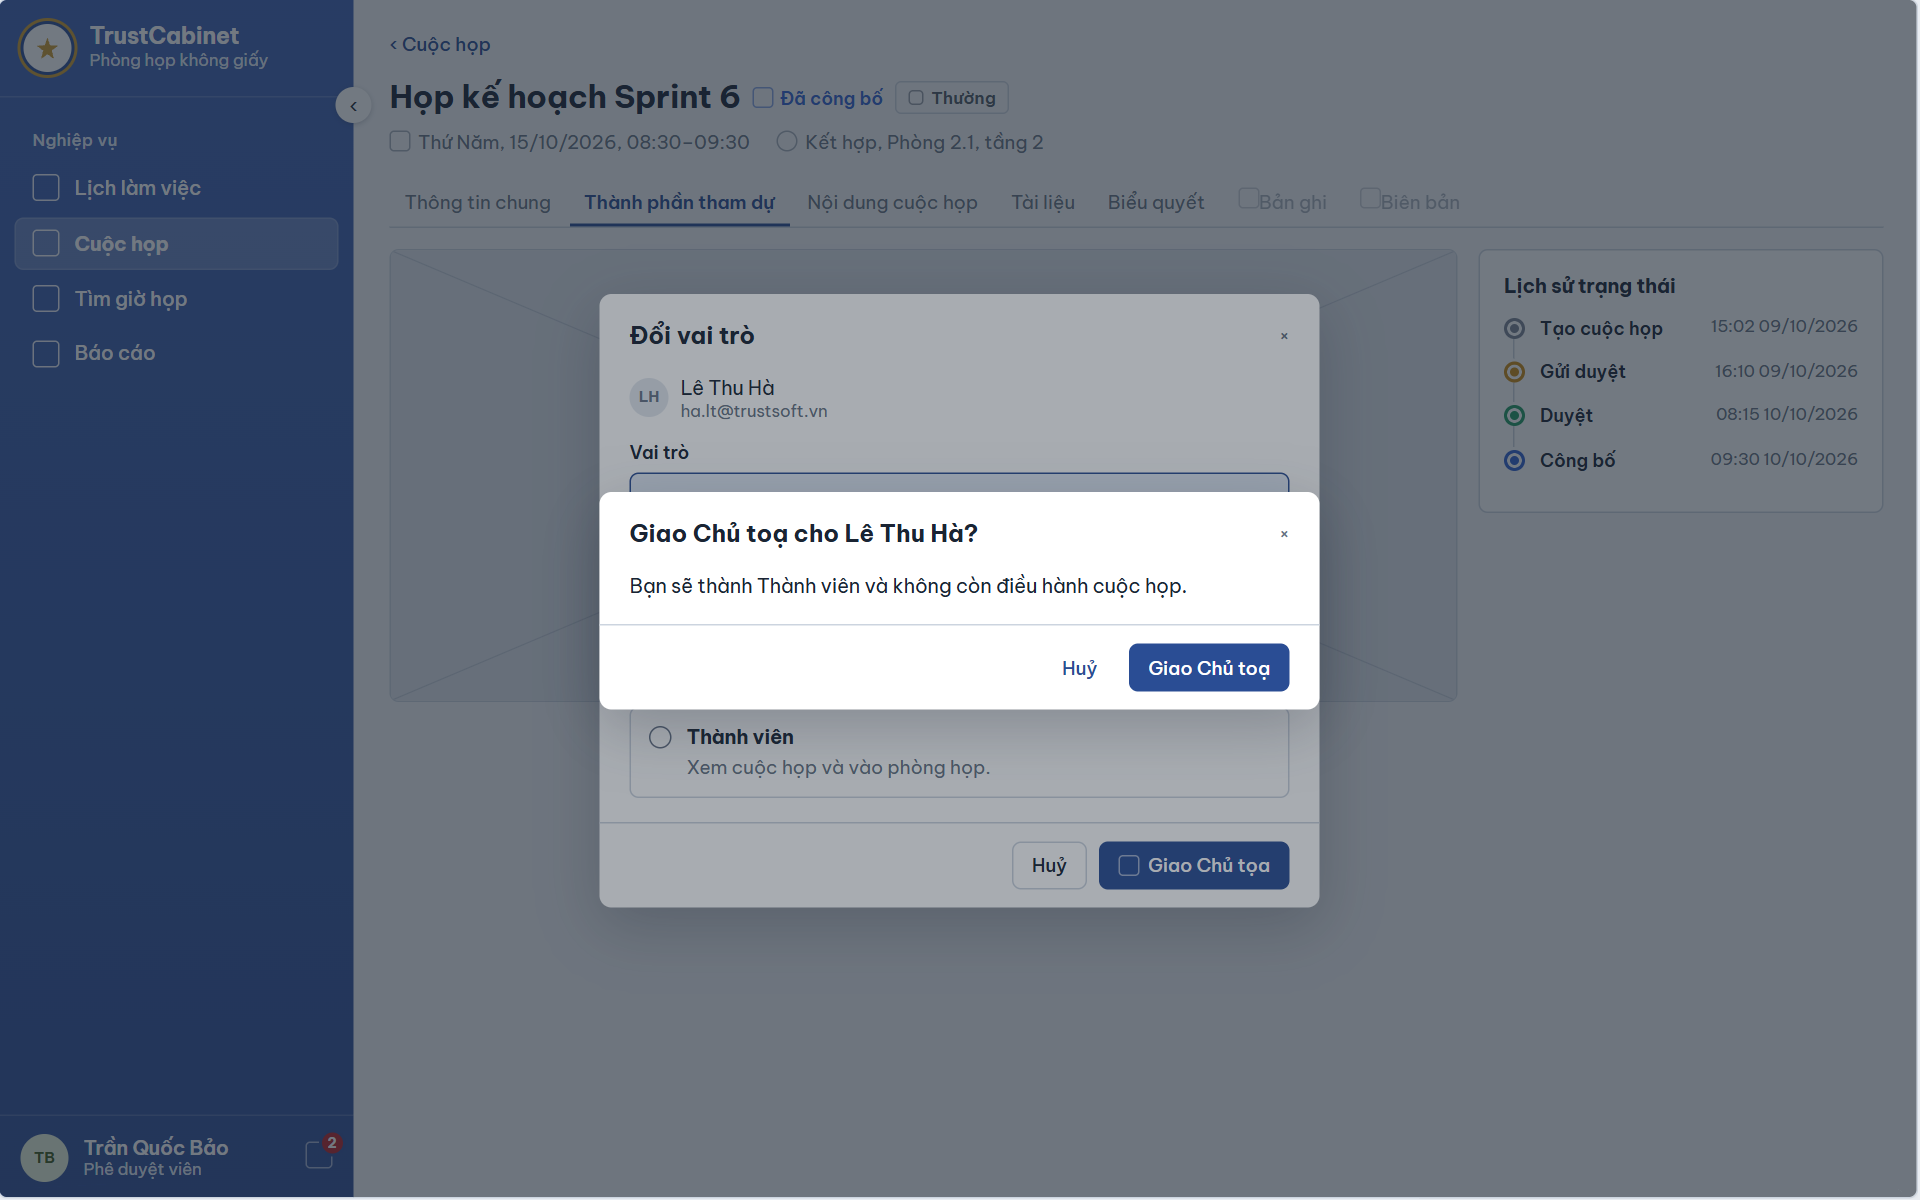 TrustCabinet
Phòng họp không giấy
Nghiệp vụ
Lịch làm việc
Cuộc họp
Tìm giờ họp
Báo cáo
Trần Quốc Bảo
Phê duyệt viên
TB
2
‹ Cuộc họp
Họp kế hoạch Sprint 6
Đã công bố
Thường
Thứ Năm, 15/10/2026, 08:30–09:30
Kết hợp, Phòng 2.1, tầng 2
Thông tin chung
Thành phần tham dự
Nội dung cuộc họp
Tài liệu
Biểu quyết
Bản ghi
Biên bản
Đổi vai trò
×
LH
Lê Thu Hà
ha.lt@trustsoft.vn
Vai trò
Giao Chủ toạ cho Lê Thu Hà?
×
Bạn sẽ thành Thành viên và không còn điều hành cuộc họp.
Huỷ
Giao Chủ toạ
Thành viên
Xem cuộc họp và vào phòng họp.
Huỷ
Giao Chủ tọa
Lịch sử trạng thái
Tạo cuộc họp 15:02 09/10/2026
Gửi duyệt 16:10 09/10/2026
Duyệt 08:15 10/10/2026
Công bố 09:30 10/10/2026